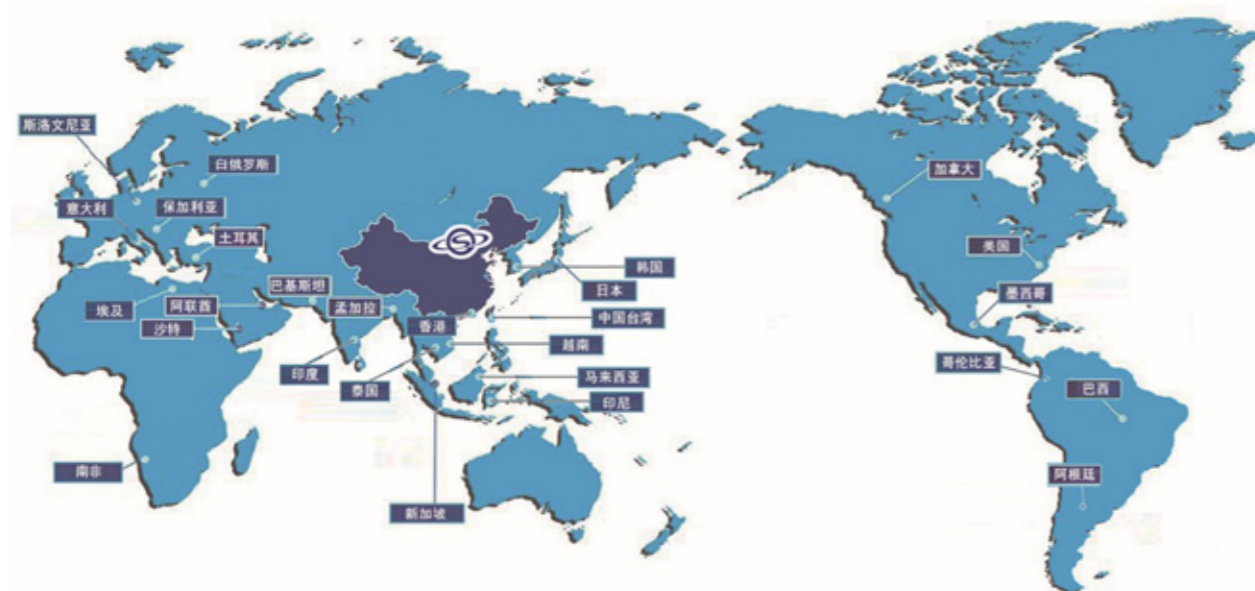 斯洛文尼亚
白俄罗斯
意大利
保加利亚
土耳其
埃及
阿联酋
沙特
巴基斯坦
孟加拉
香港
韩国
日本
中国台湾
越南
印度
泰国
马来西亚
印尼
南非
新加坡
加拿大
美国
墨西哥
哥伦比亚
巴西
阿根廷